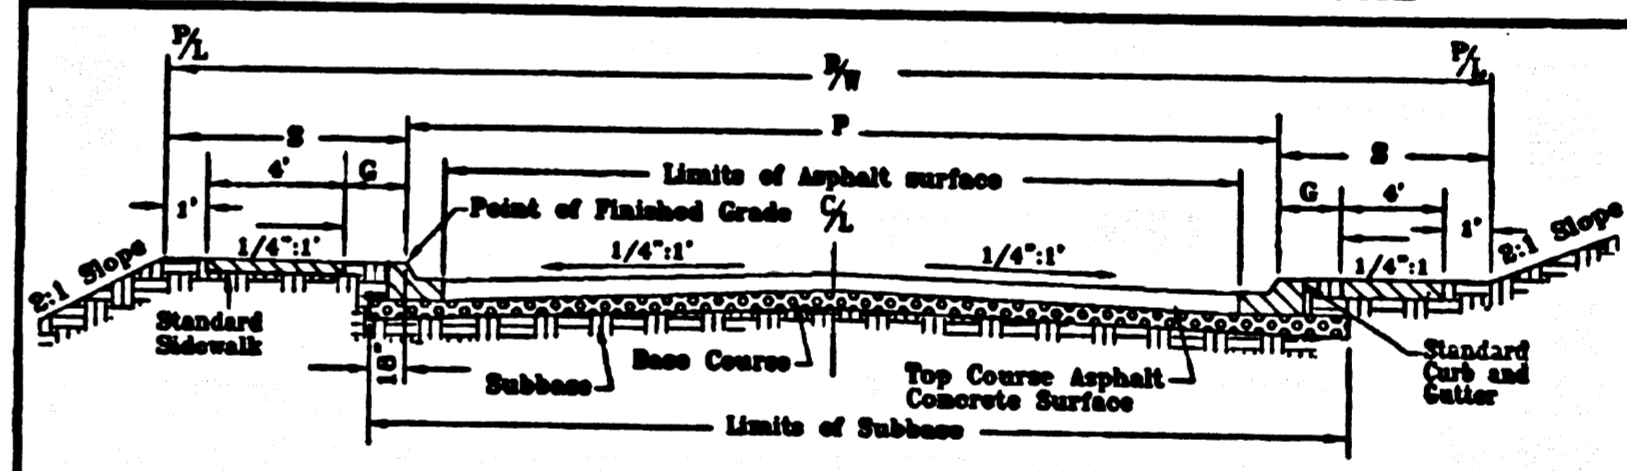 P/L
P/L
R/W
S
P
S
4'
G
Limits of Asphalt surface
G
4'
1'
Point of Finished Grade
C/L
1'
2:1 Slope
1/4":1'
1/4":1'
1/4":1'
1/4":1
2:1 Slope
Standard
Sidewalk
18"
Subbase
Base Course
Top Course Asphalt
Concrete Surface
Standard
Curb and
Gutter
Limits of Subbase